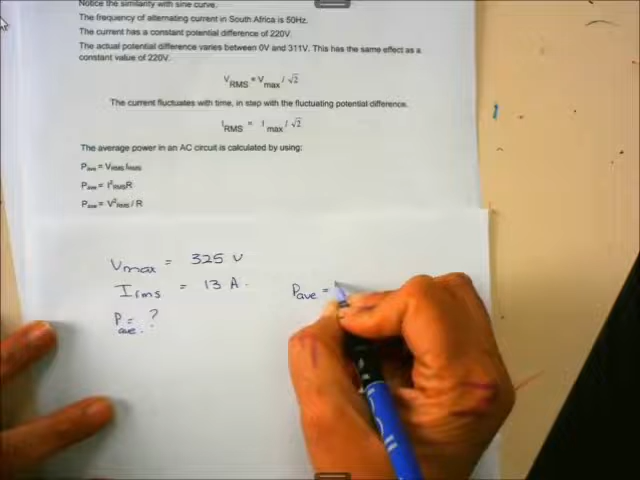 Notice the similarity with sine curve.
The frequency of alternating current in South Africa is 50Hz.
The current has a constant potential difference of 220V.
The actual potential difference varies between 0V and 311V. This has the same effect as a
constant value of 220V.
VRMS = Vmax / √2
The current fluctuates with time, in step with the fluctuating potential difference.
IRMS = Imax / √2
The average power in an AC circuit is calculated by using:
Pave = VRMS IRMS
Pave = I²RMSR
Pave = V²RMS / R
Vmax = 325 V
Irms = 13 A.
Pave = ?
Pave =